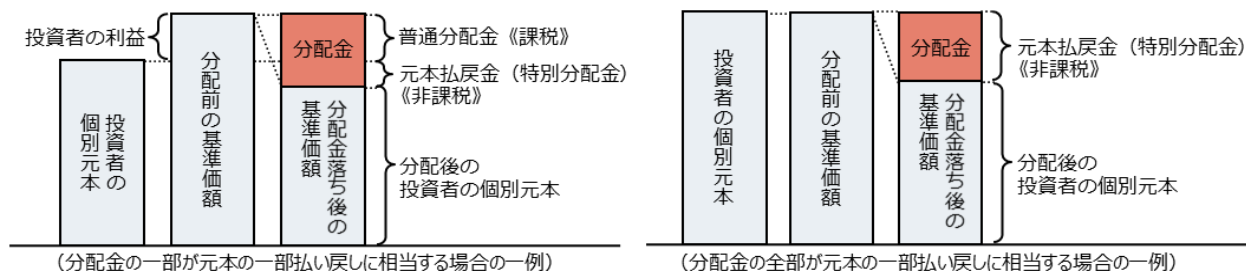 投資者の利益
投資者の
個別元本
分配前の基準価額
分配金
分配金落ち後の
基準価額
普通分配金《課税》
元本払戻金（特別分配金）
《非課税》
分配後の
投資者の個別元本
（分配金の一部が元本の一部払い戻しに相当する場合の一例）
投資者の個別元本
分配前の基準価額
分配金
分配金落ち後の
基準価額
元本払戻金（特別分配金）
《非課税》
分配後の
投資者の個別元本
（分配金の全部が元本の一部払い戻しに相当する場合の一例）